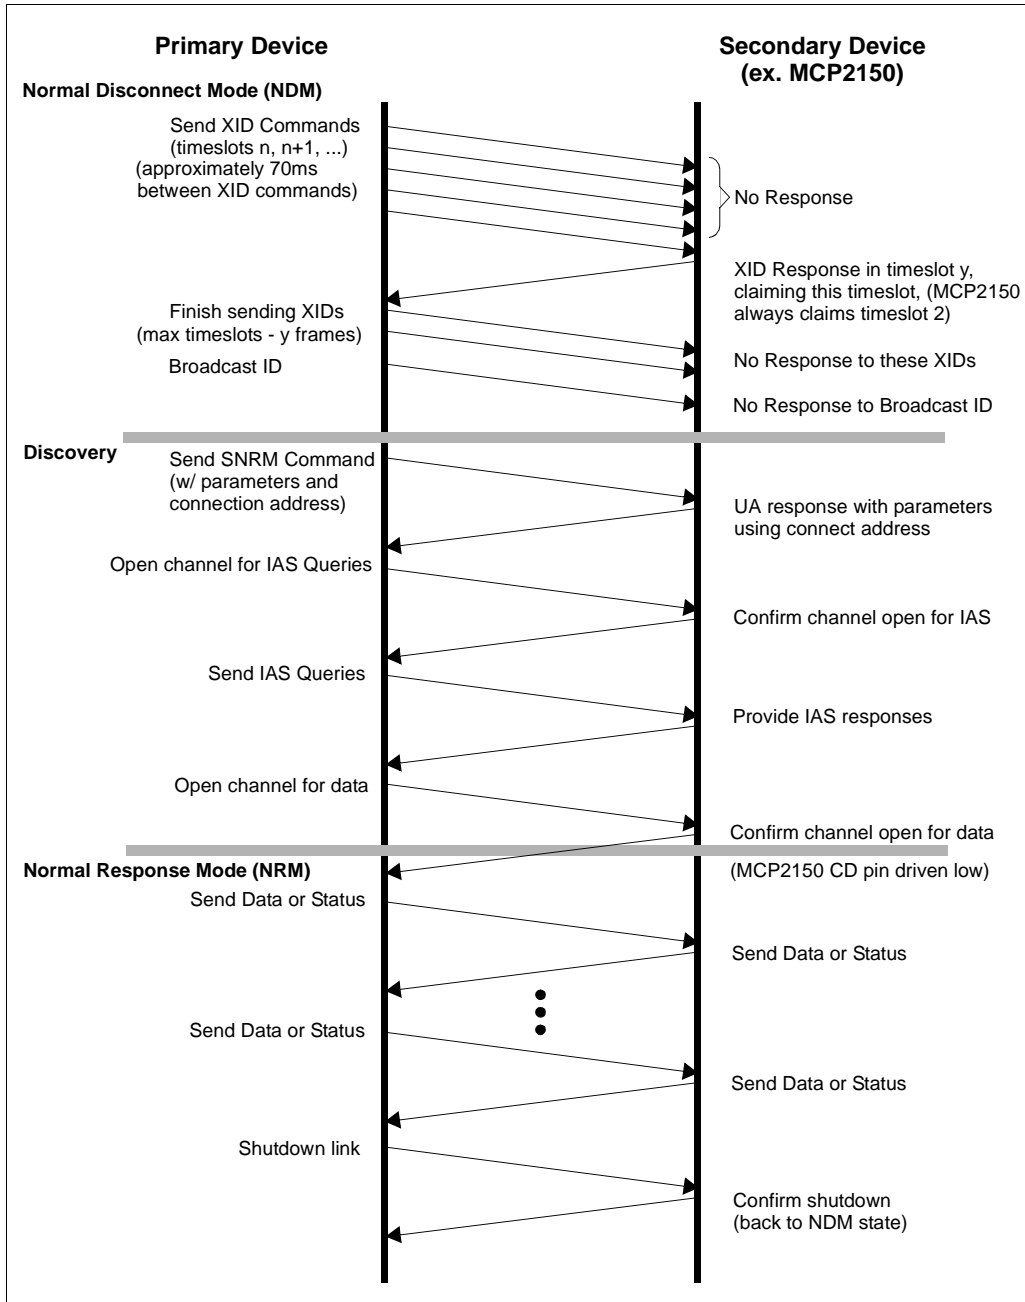 Primary Device
Secondary Device
(ex. MCP2150)
Normal Disconnect Mode (NDM)
Send XID Commands
(timeslots n, n+1, ...)
(approximately 70ms
between XID commands)
No Response
XID Response in timeslot y,
claiming this timeslot, (MCP2150
always claims timeslot 2)
Finish sending XIDs
(max timeslots - y frames)
No Response to these XIDs
Broadcast ID
No Response to Broadcast ID
Discovery
Send SNRM Command
(w/ parameters and
connection address)
UA response with parameters
using connect address
Open channel for IAS Queries
Confirm channel open for IAS
Send IAS Queries
Provide IAS responses
Open channel for data
Confirm channel open for data
(MCP2150 CD pin driven low)
Normal Response Mode (NRM)
Send Data or Status
Send Data or Status
Send Data or Status
Send Data or Status
Shutdown link
Confirm shutdown
(back to NDM state)